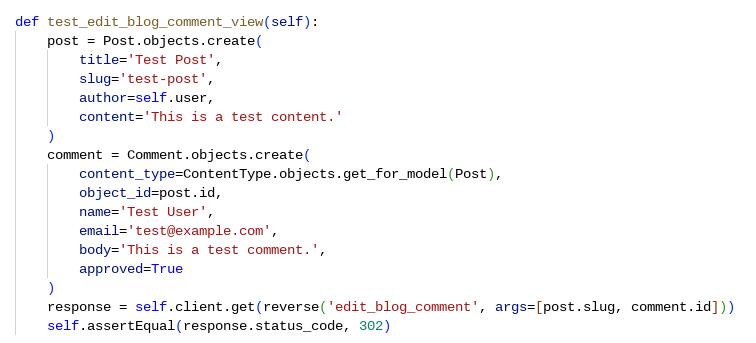 def test_edit_blog_comment_view(self):
    post = Post.objects.create(
        title='Test Post',
        slug='test-post',
        author=self.user,
        content='This is a test content.'
    )
    comment = Comment.objects.create(
        content_type=ContentType.objects.get_for_model(Post),
        object_id=post.id,
        name='Test User',
        email='test@example.com',
        body='This is a test comment.',
        approved=True
    )
    response = self.client.get(reverse('edit_blog_comment', args=[post.slug, comment.id]))
    self.assertEqual(response.status_code, 302)